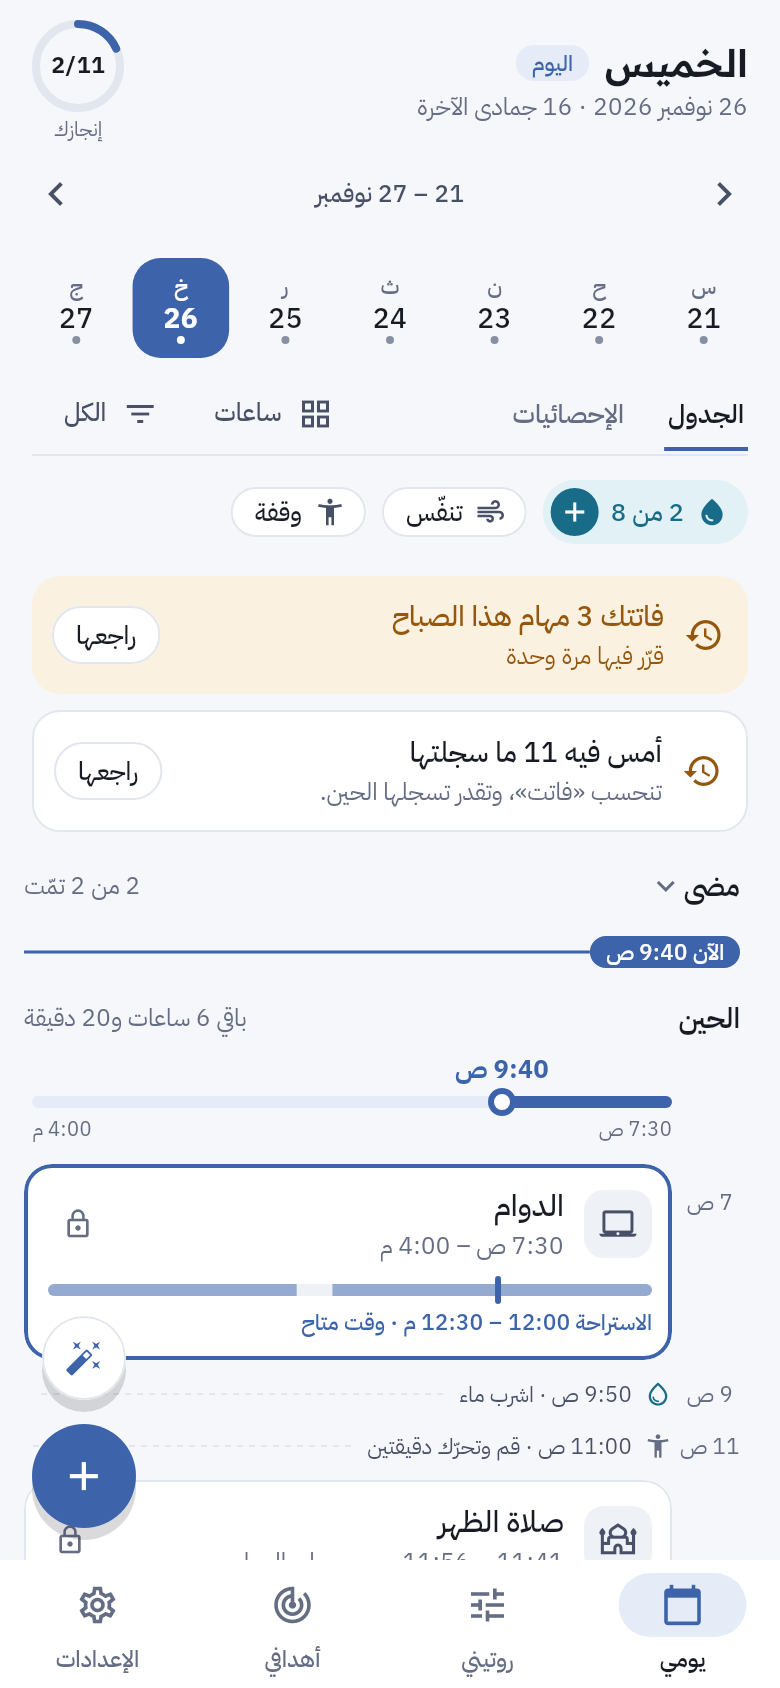 الخميس اليوم
26 نوفمبر 2026 · 16 جمادى الآخرة
2/11
إنجازك
21 – 27 نوفمبر
س ح ن ث ر خ ج
21 22 23 24 25 26 27
الجدول الإحصائيات ساعات الكل
2 من 8 تنفّس وقفة
فاتتك 3 مهام هذا الصباح
قرّر فيها مرة وحدة
راجعها
أمس فيه 11 ما سجلتها
تنحسب «فاتت»، وتقدر تسجلها الحين.
راجعها
مضى 2 من 2 تمّت
الآن 9:40 ص
الحين باقي 6 ساعات و20 دقيقة
9:40 ص
7:30 ص 4:00 م
7 ص
الدوام
7:30 ص – 4:00 م
الاستراحة 12:00 – 12:30 م · وقت متاح
9 ص 9:50 ص · اشرب ماء
11 ص 11:00 ص · قم وتحرّك دقيقتين
صلاة الظهر
يومي روتيني أهدافي الإعدادات